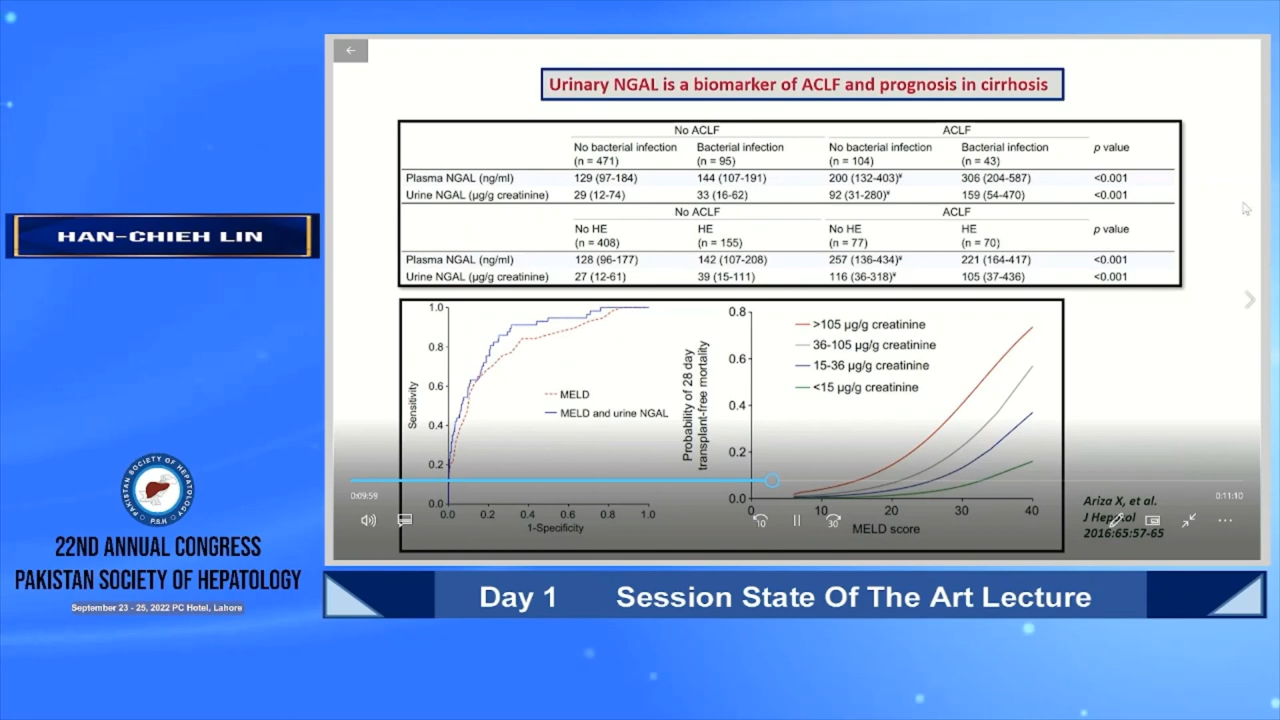 Urinary NGAL is a biomarker of ACLF and prognosis in cirrhosis
No ACLF ACLF
No bacterial infection Bacterial infection No bacterial infection Bacterial infection p value
(n = 471) (n = 95) (n = 104) (n = 43)
Plasma NGAL (ng/ml) 129 (97-184) 144 (107-191) 200 (132-403)¥ 306 (204-587) <0.001
Urine NGAL (µg/g creatinine) 29 (12-74) 33 (16-62) 92 (31-280)¥ 159 (54-470) <0.001
No ACLF ACLF
No HE HE No HE HE p value
(n = 408) (n = 155) (n = 77) (n = 70)
Plasma NGAL (ng/ml) 128 (96-177) 142 (107-208) 257 (136-434)¥ 221 (164-417) <0.001
Urine NGAL (µg/g creatinine) 27 (12-61) 39 (15-111) 116 (36-318)¥ 105 (37-436) <0.001
HAN-CHIEH LIN
1.0
0.8
0.6
0.4
0.2
0.0
Sensitivity
MELD
MELD and urine NGAL
0.0 0.2 0.4 0.6 0.8 1.0
1-Specificity
0.8
0.6
0.4
0.2
0.0
Probability of 28 day
transplant-free mortality
>105 µg/g creatinine
36-105 µg/g creatinine
15-36 µg/g creatinine
<15 µg/g creatinine
0 10 20 30 40
MELD score
Ariza X, et al.
J Hepatol
2016:65:57-65
0:09:59
0:11:10
10
30
PAKISTAN SOCIETY OF HEPATOLOGY
P.S.H
22ND ANNUAL CONGRESS
PAKISTAN SOCIETY OF HEPATOLOGY
September 23 - 25, 2022 PC Hotel, Lahore
Day 1 Session State Of The Art Lecture